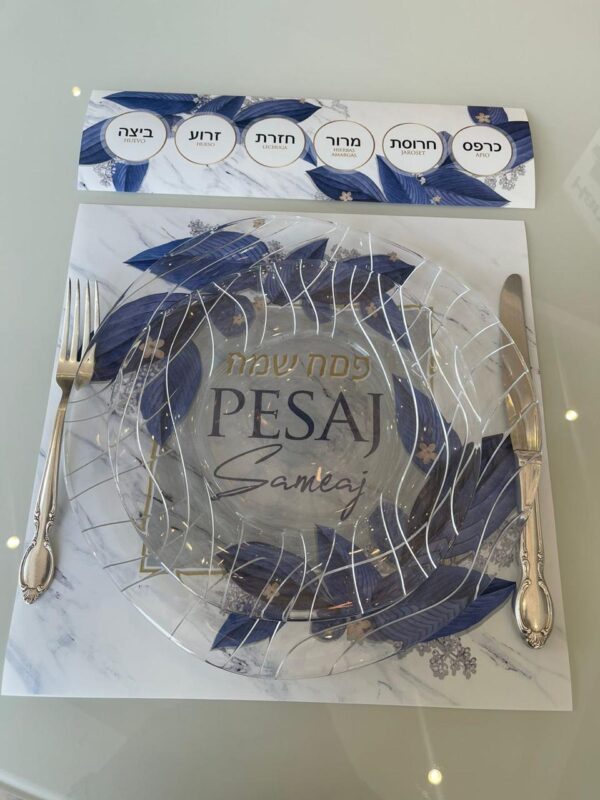 כרפס
APIO
חרוסת
JAROSET
מרור
HIERBAS
AMARGAS
חזרת
LECHUGA
זרוע
HUESO
ביצה
HUEVO
פסח שמח
PESAJ
Sameaj